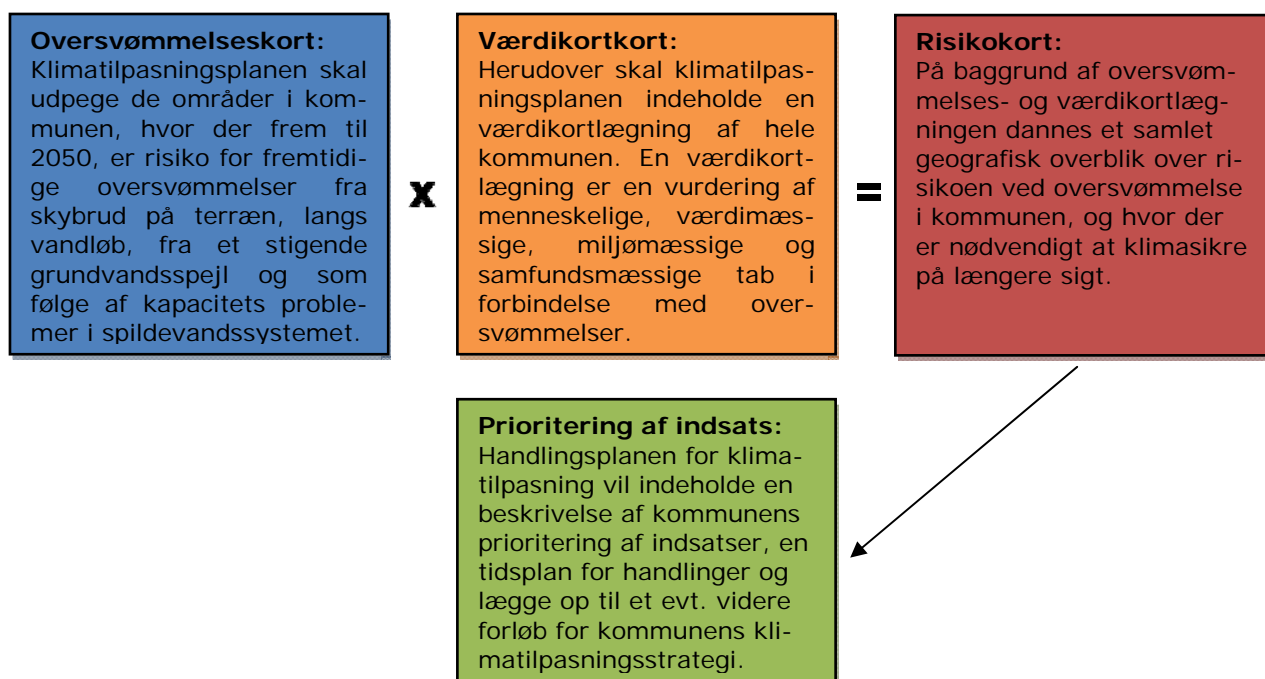 Oversvømmelseskort:
Klimatilpasningsplanen skal
udpege de områder i kom-
munen, hvor der frem til
2050, er risiko for fremtidi-
ge oversvømmelser fra
skybrud på terræn, langs
vandløb, fra et stigende
grundvandsspejl og som
følge af kapacitets proble-
mer i spildevandssystemet.
x
Værdikortkort:
Herudover skal klimatilpas-
ningsplanen indeholde en
værdikortlægning af hele
kommunen. En værdikort-
lægning er en vurdering af
menneskelige, værdimæs-
sige, miljømæssige og
samfundsmæssige tab i
forbindelse med over-
svømmelser.
=
Risikokort:
På baggrund af oversvøm-
melses- og værdikortlæg-
ningen dannes et samlet
geografisk overblik over ri-
sikoen ved oversvømmelse
i kommunen, og hvor der
er nødvendigt at klimasikre
på længere sigt.
Prioritering af indsats:
Handlingsplanen for klima-
tilpasning vil indeholde en
beskrivelse af kommunens
prioritering af indsatser, en
tidsplan for handlinger og
lægge op til et evt. videre
forløb for kommunens kli-
matilpasningsstrategi.